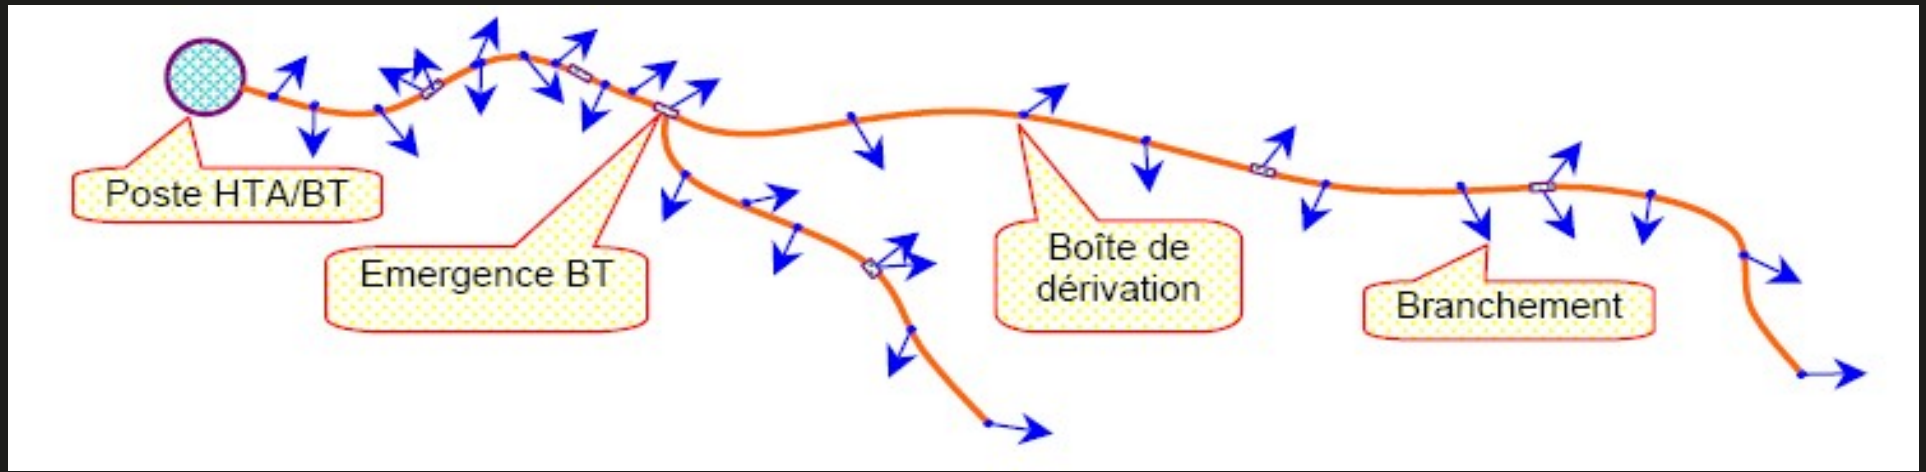 Poste HTA/BT
Emergence BT
Boîte de
dérivation
Branchement